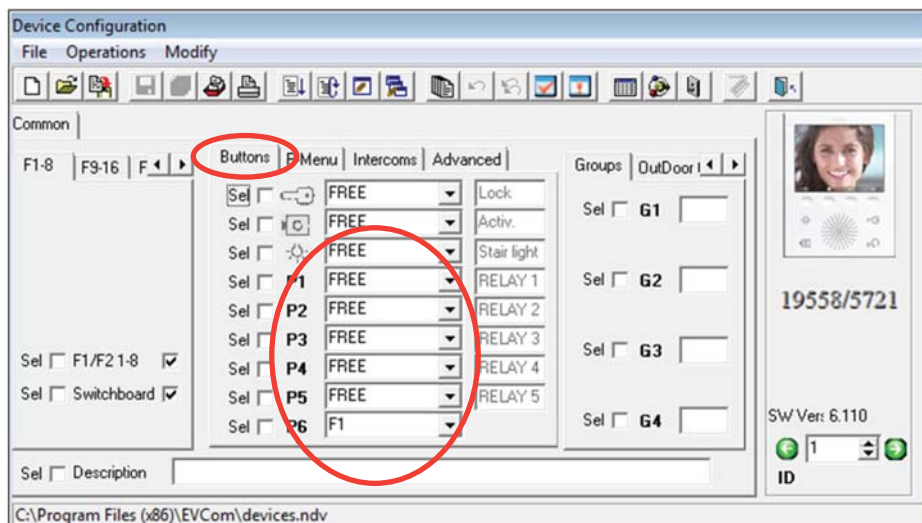 Device Configuration
File Operations Modify
Common
F1-8 F9-16 F
Buttons F Menu Intercoms Advanced
Groups OutDoor
Sel FREE Lock
Sel FREE Activ.
Sel FREE Stair light
Sel P1 FREE RELAY 1
Sel P2 FREE RELAY 2
Sel P3 FREE RELAY 3
Sel P4 FREE RELAY 4
Sel P5 FREE RELAY 5
Sel P6 F1
Sel F1/F2 1-8
Sel Switchboard
Sel G1
Sel G2
Sel G3
Sel G4
19558/5721
SW Vers 6.110
1
ID
Sel Description
C:\Program Files (x86)\EVCom\devices.ndv